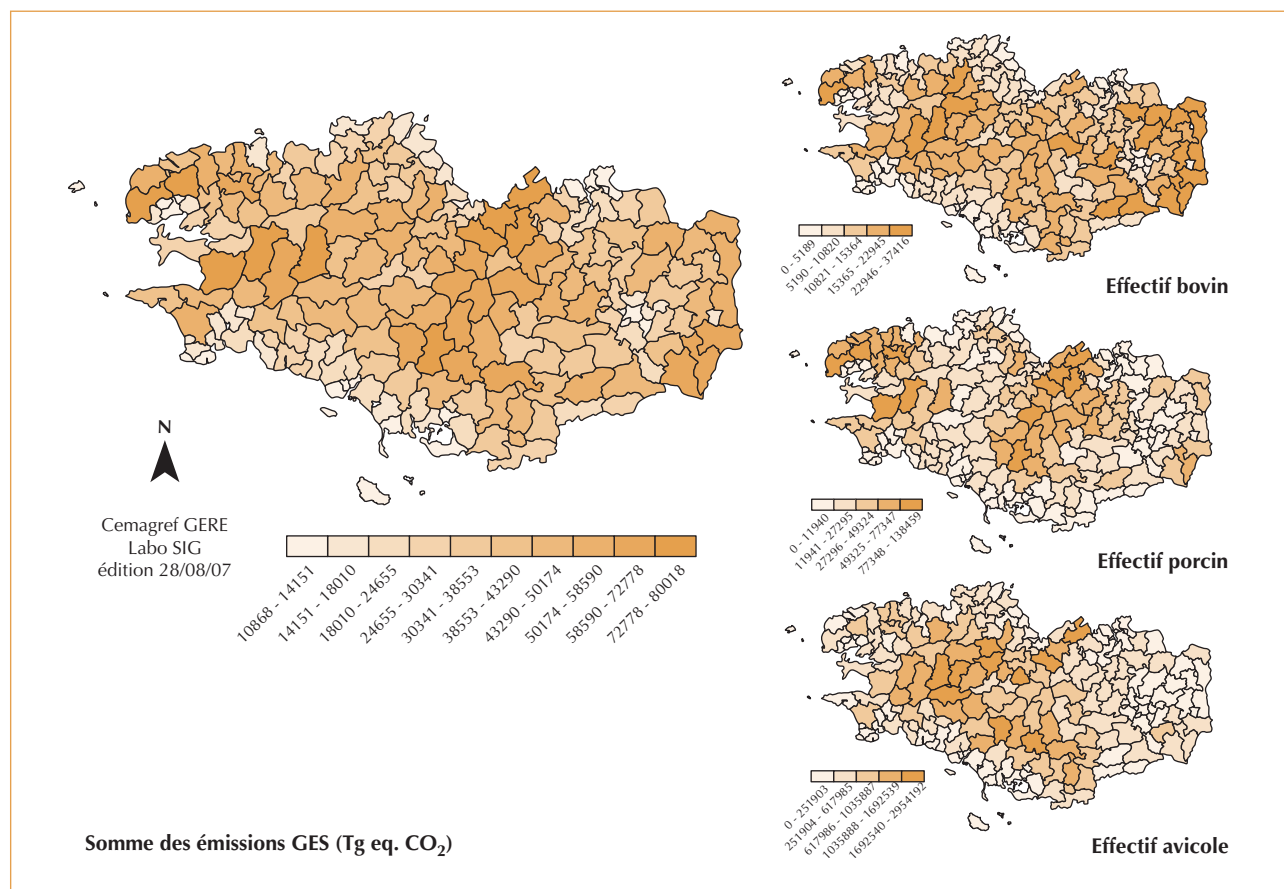 N
Cemagref GERE
Labo SIG
édition 28/08/07
10868 - 14151
14151 - 18010
18010 - 24655
24655 - 30341
30341 - 38553
38553 - 43290
43290 - 50174
50174 - 58590
58590 - 72778
72778 - 80018
Somme des émissions GES (Tg eq. CO₂)
0 - 5189
5190 - 10820
10821 - 15364
15365 - 22945
22946 - 37416
Effectif bovin
0 - 11940
11941 - 27295
27296 - 49324
49325 - 77347
77348 - 138459
Effectif porcin
0 - 251903
251904 - 617985
617986 - 1035887
1035888 - 1692539
1692540 - 2954192
Effectif avicole